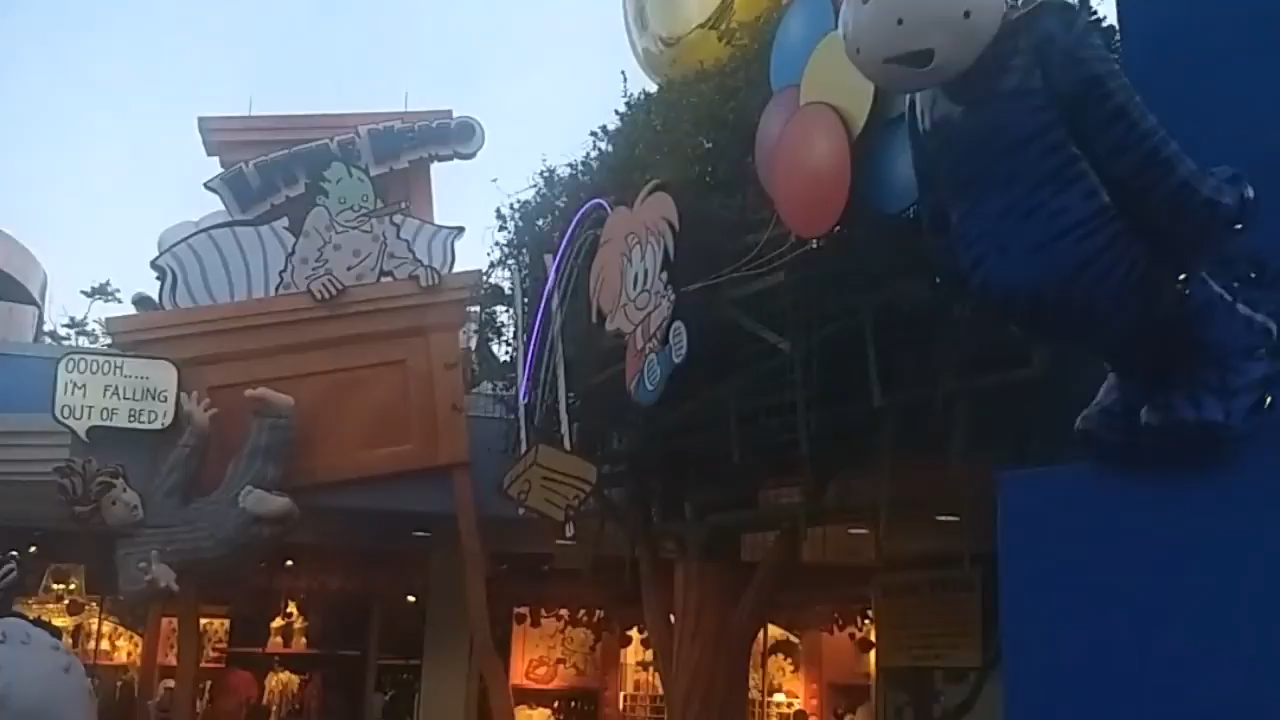 LITTLE NEMO
OOOOH.....
I'M FALLING
OUT OF BED!